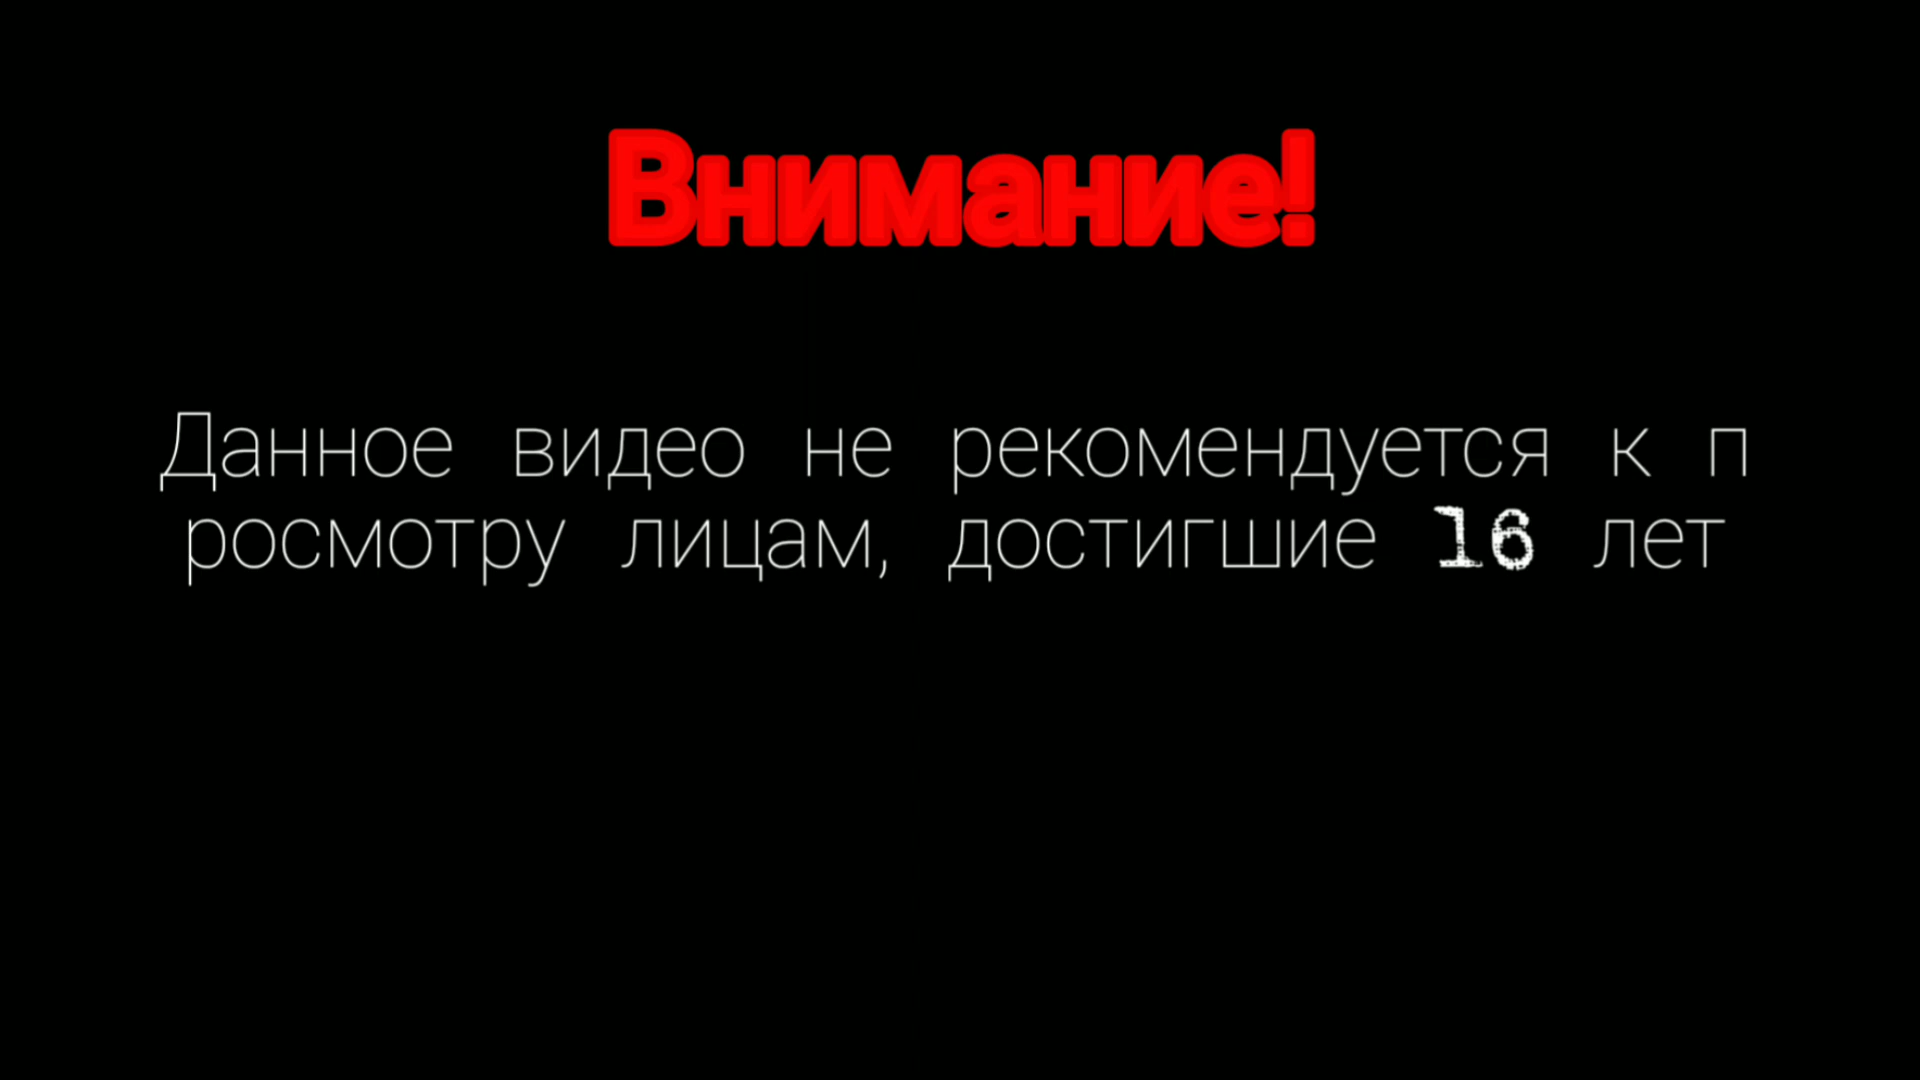 Внимание!
Данное видео не рекомендуется к п
росмотру лицам, достигшие 16 лет